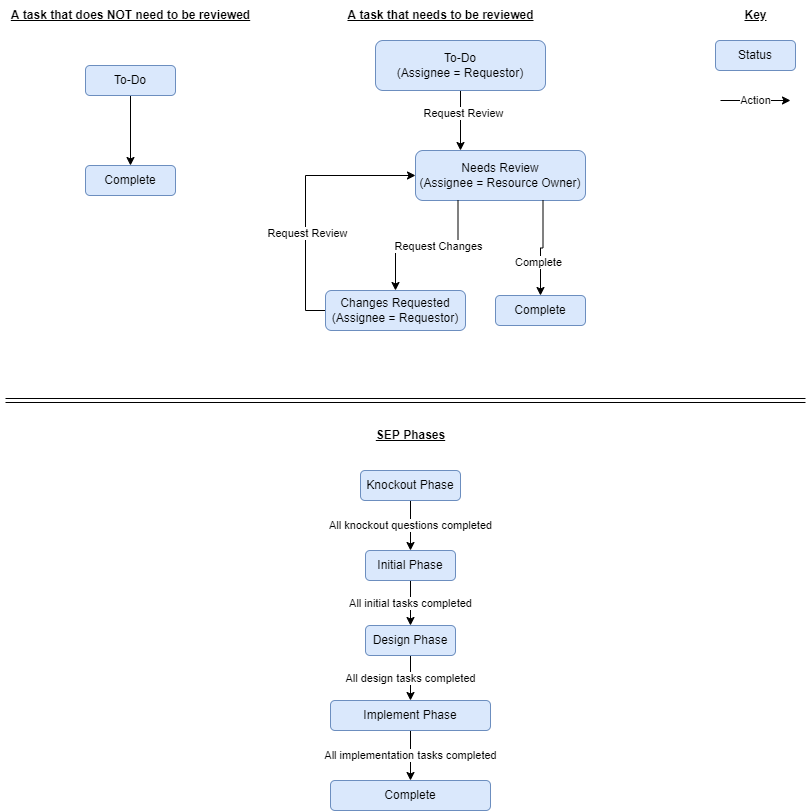 A task that does NOT need to be reviewed
To-Do
Complete
A task that needs to be reviewed
To-Do
(Assignee = Requestor)
Request Review
Needs Review
(Assignee = Resource Owner)
Request Review
Request Changes
Complete
Changes Requested
(Assignee = Requestor)
Complete
Key
Status
Action
SEP Phases
Knockout Phase
All knockout questions completed
Initial Phase
All initial tasks completed
Design Phase
All design tasks completed
Implement Phase
All implementation tasks completed
Complete